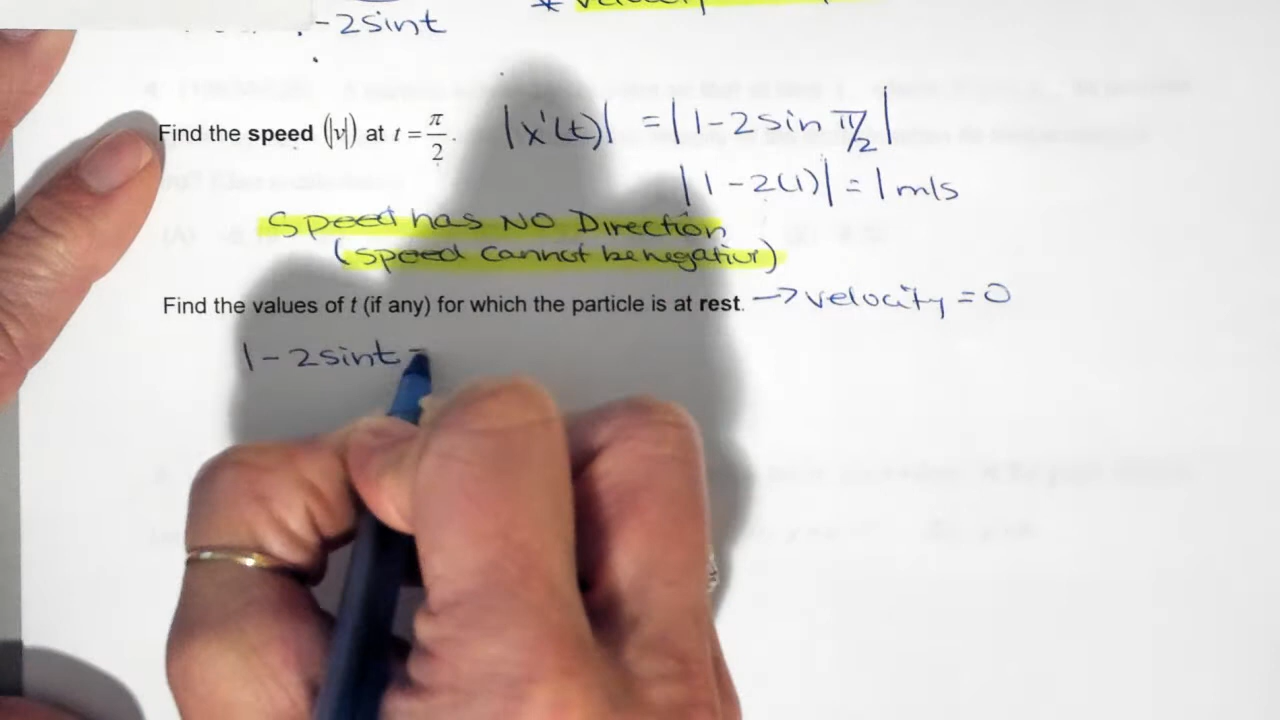 -2sint
Find the speed (|v|) at t = π/2. |x'(t)| = |1-2sin π/2|
|1-2(1)| = 1 m/s
Speed has NO Direction
(speed cannot be negative)
Find the values of t (if any) for which the particle is at rest. → velocity = 0
1-2sint =